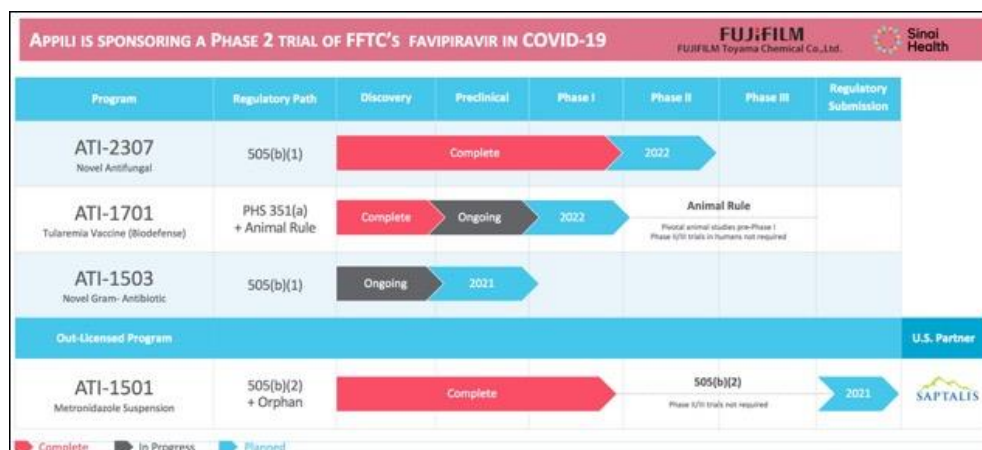 APPILI IS SPONSORING A PHASE 2 TRIAL OF FFTC'S FAVIPIRAVIR IN COVID-19
FUJIFILM
FUJIFILM Toyama Chemical Co.,Ltd.
Sinai
Health
Program
Regulatory Path
Discovery
Preclinical
Phase I
Phase II
Phase III
Regulatory
Submission
ATI-2307
Novel Antifungal
505(b)(1)
Complete
2022
ATI-1701
Tularemia Vaccine (Biodefense)
PHS 351(a)
+ Animal Rule
Complete
Ongoing
2022
Animal Rule
Pivotal animal studies pre-Phase I
Phase II/III trials in humans not required
ATI-1503
Novel Gram- Antibiotic
505(b)(1)
Ongoing
2021
Out-Licensed Program
U.S. Partner
ATI-1501
Metronidazole Suspension
505(b)(2)
+ Orphan
Complete
505(b)(2)
Phase II/III trials not required
2021
SAPTALIS
Complete
In Progress
Planned